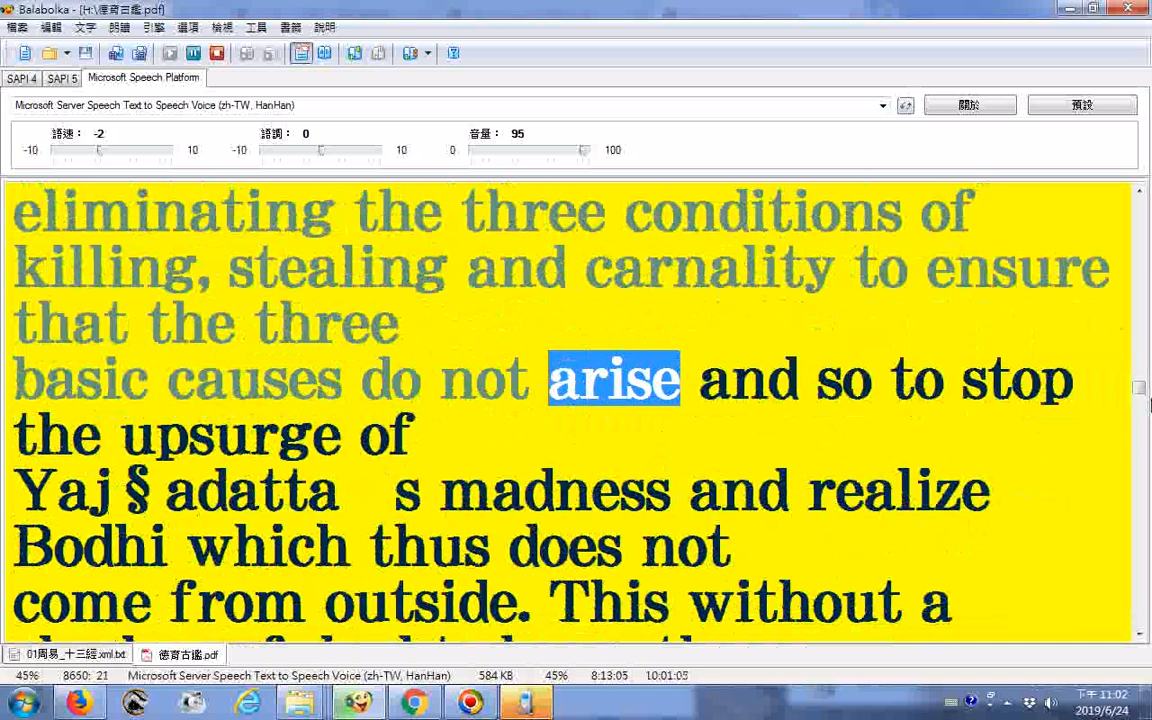 Balabolka - [H:\德育古鑑.pdf]
檔案 編輯 文字 朗讀 引擎 選項 檢視 工具 書籤 說明
SAPI 4 SAPI 5 Microsoft Speech Platform
Microsoft Server Speech Text to Speech Voice (zh-TW, HanHan) 關於 預設
語速： -2 語調： 0 音量： 95
-10 10 -10 10 0 100
eliminating the three conditions of
killing, stealing and carnality to ensure
that the three
basic causes do not arise and so to stop
the upsurge of
Yaj § adatta s madness and realize
Bodhi which thus does not
come from outside. This without a
01周易_十三經.xml.txt 德育古鑑.pdf
45% 8650: 21 Microsoft Server Speech Text to Speech Voice (zh-TW, HanHan) 584 KB 45% 8:13:05 10:01:05
下午 11:02
2019/6/24